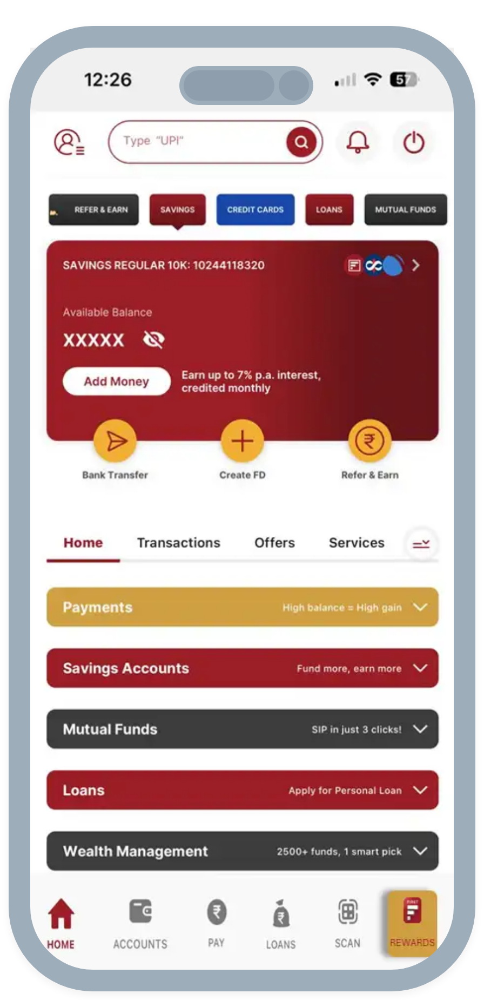 12:26
57
Type "UPI"
REFER & EARN
SAVINGS
CREDIT CARDS
LOANS
MUTUAL FUNDS
SAVINGS REGULAR 10K: 10244118320
Available Balance
XXXXX
Add Money
Earn up to 7% p.a. interest,
credited monthly
₹
Bank Transfer
Create FD
Refer & Earn
Home
Transactions
Offers
Services
Payments
High balance = High gain
Savings Accounts
Fund more, earn more
Mutual Funds
SIP in just 3 clicks!
Loans
Apply for Personal Loan
Wealth Management
2500+ funds, 1 smart pick
₹
₹
FIRST
HOME
ACCOUNTS
PAY
LOANS
SCAN
REWARDS